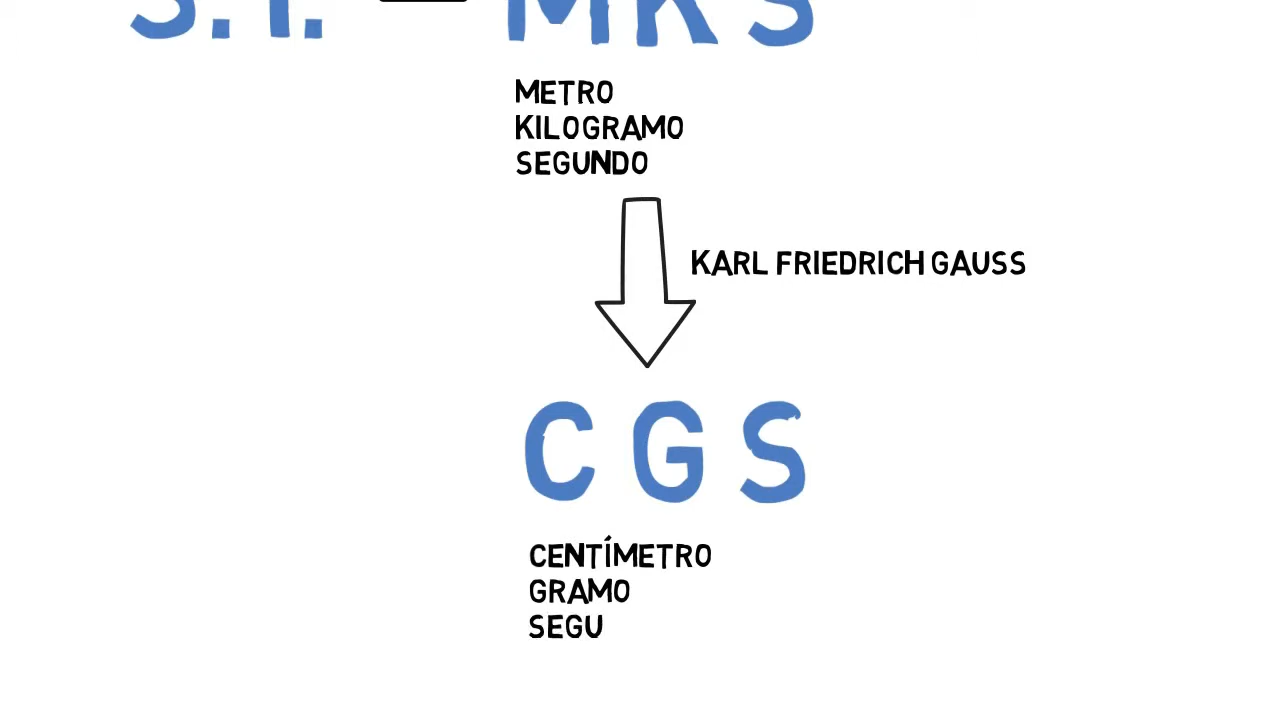 S.I. MKS
METRO
KILOGRAMO
SEGUNDO
KARL FRIEDRICH GAUSS
CGS
CENTÍMETRO
GRAMO
SEGU